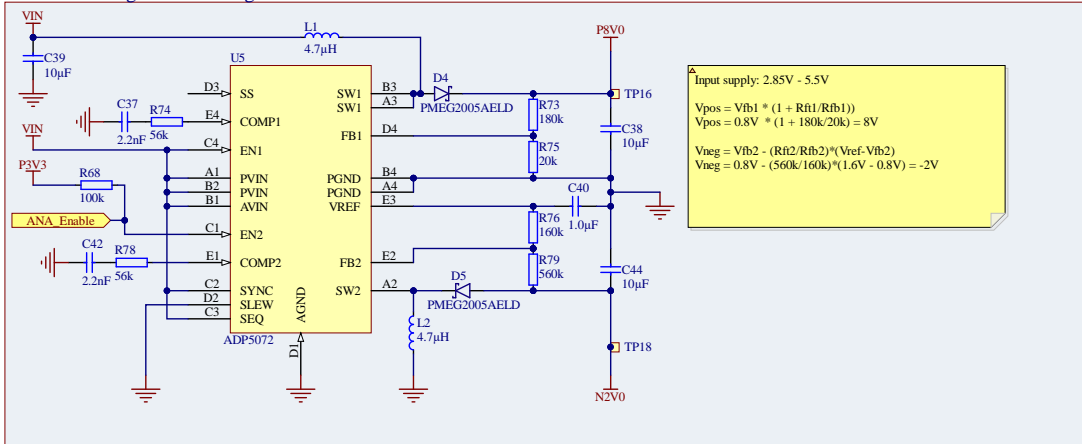 VIN
C39
10µF
L1
4.7µH
U5
D3
SS
C37
2.2nF
R74
56k
E4
COMP1
VIN
C4
EN1
P3V3
R68
100k
A1
PVIN
B2
PVIN
B1
AVIN
ANA_Enable
C1
EN2
C42
2.2nF
R78
56k
E1
COMP2
C2
SYNC
D2
SLEW
C3
SEQ
ADP5072
AGND
D1
SW1
B3
SW1
A3
FB1
D4
PGND
B4
PGND
A4
VREF
E3
FB2
E2
SW2
A2
D4
PMEG2005AELD
R73
180k
R75
20k
P8V0
TP16
C38
10µF
C40
1.0µF
R76
160k
R79
560k
D5
PMEG2005AELD
L2
4.7µH
C44
10µF
TP18
N2V0
Input supply: 2.85V - 5.5V
Vpos = Vfb1 * (1 + Rft1/Rfb1))
Vpos = 0.8V * (1 + 180k/20k) = 8V
Vneg = Vfb2 - (Rft2/Rfb2)*(Vref-Vfb2)
Vneg = 0.8V - (560k/160k)*(1.6V - 0.8V) = -2V